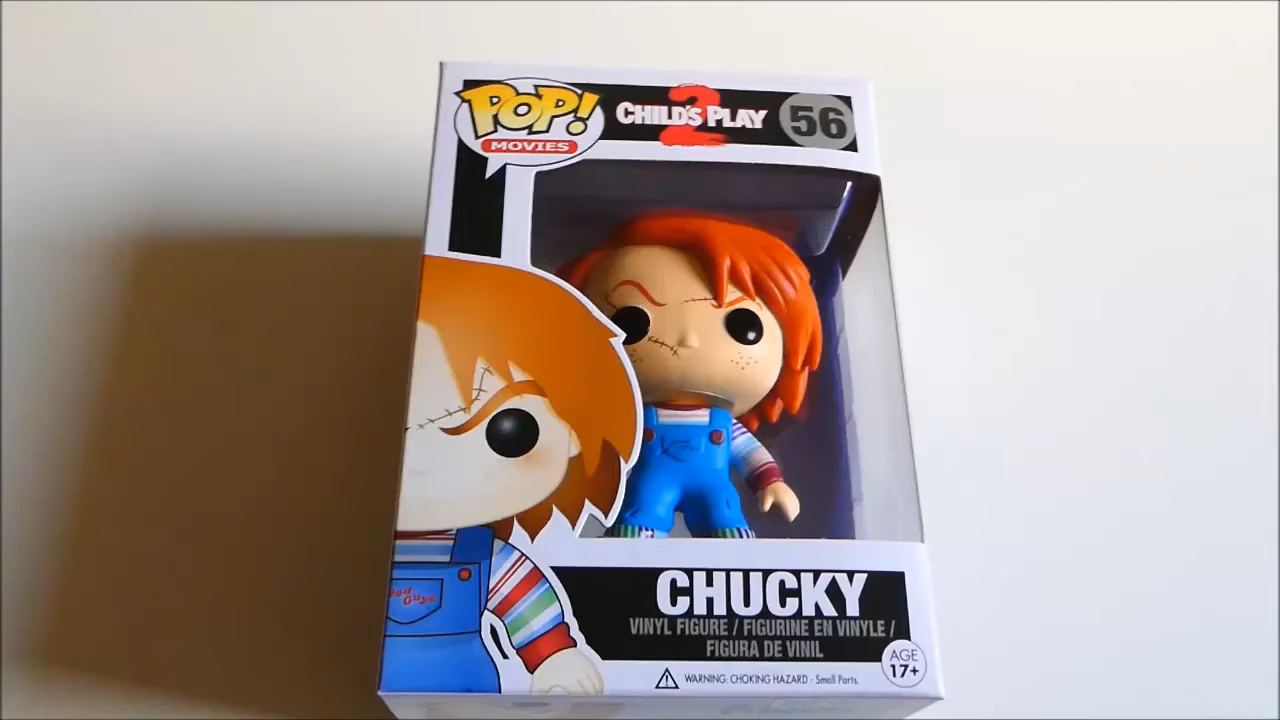 POP!
MOVIES
CHILD'S PLAY 2
56
CHUCKY
VINYL FIGURE / FIGURINE EN VINYLE /
FIGURA DE VINIL
AGE
17+
WARNING: CHOKING HAZARD - Small Parts.